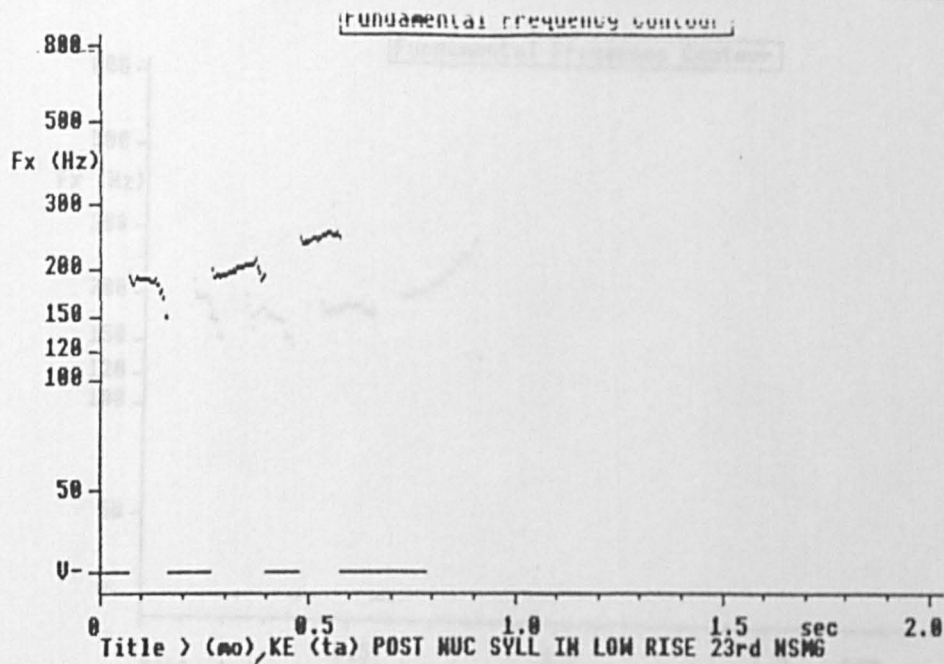 Fundamental Frequency Contour
800
500
Fx (Hz)
300
200
150
120
100
50
V-
0 0.5 1.0 1.5 sec 2.0
Title > (mo),KE (ta) POST NUC SYLL IN LOW RISE 23rd NSMG